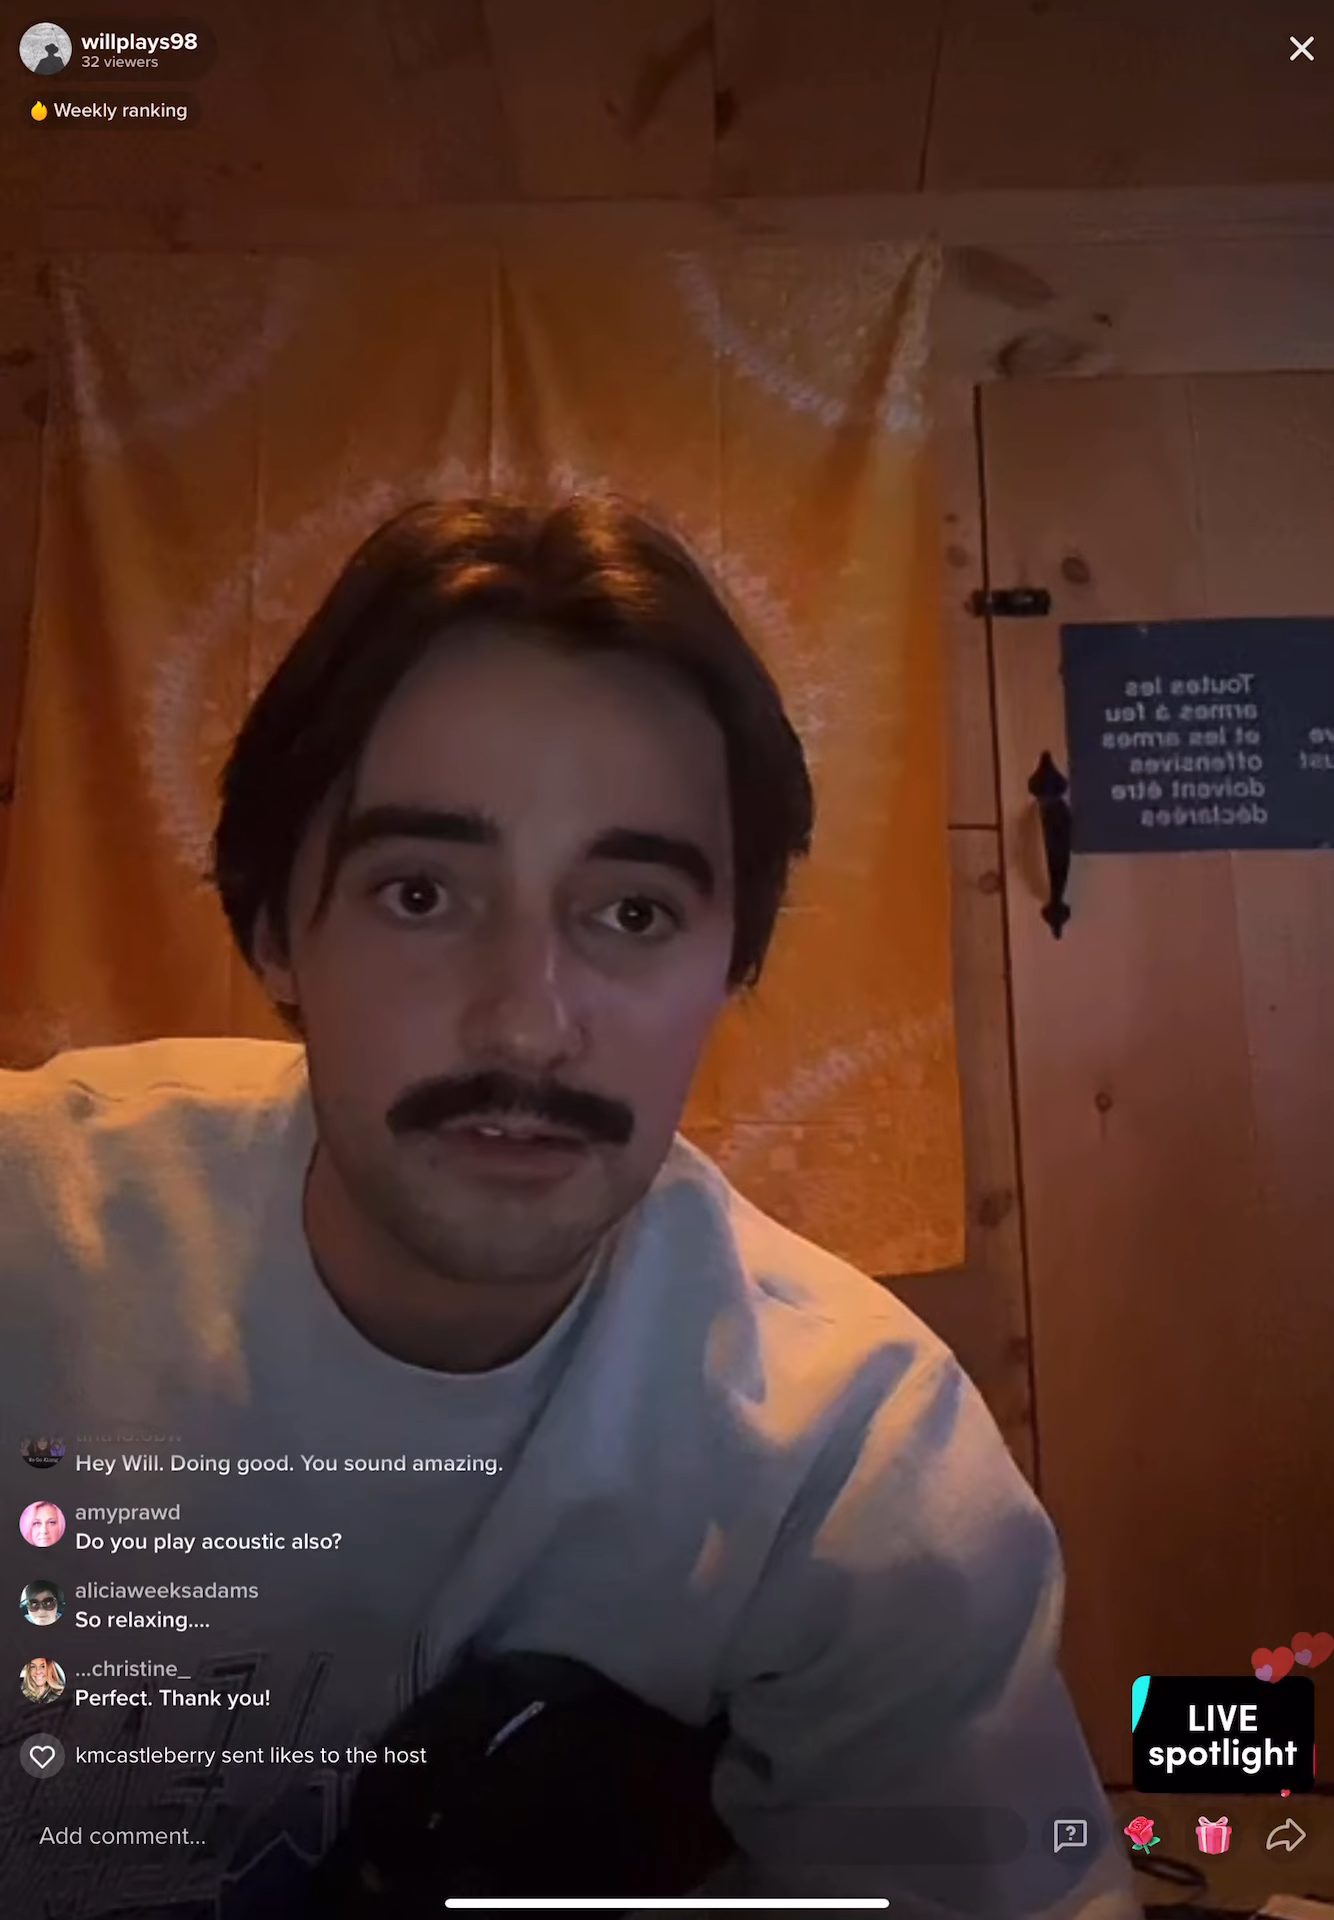 willplays98
32 viewers
Weekly ranking
Toutes les
armes à feu
et les armes
offensives
doivent être
déclarées
Hey Will. Doing good. You sound amazing.
amyprawd
Do you play acoustic also?
aliciaweeksadams
So relaxing....
...christine_
Perfect. Thank you!
kmcastleberry sent likes to the host
LIVE
spotlight
Add comment...